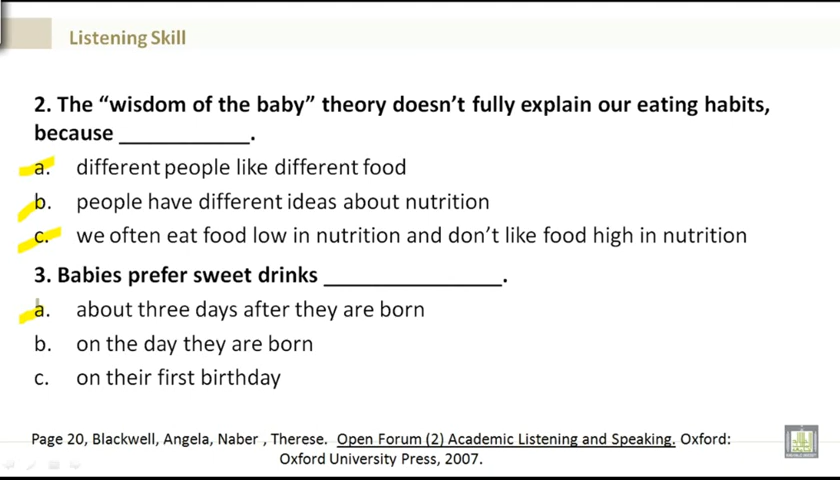 Listening Skill
2. The “wisdom of the baby” theory doesn’t fully explain our eating habits,
because ____________.
a. different people like different food
b. people have different ideas about nutrition
c. we often eat food low in nutrition and don’t like food high in nutrition
3. Babies prefer sweet drinks ________________.
a. about three days after they are born
b. on the day they are born
c. on their first birthday
Page 20, Blackwell, Angela, Naber , Therese. Open Forum (2) Academic Listening and Speaking. Oxford:
Oxford University Press, 2007.